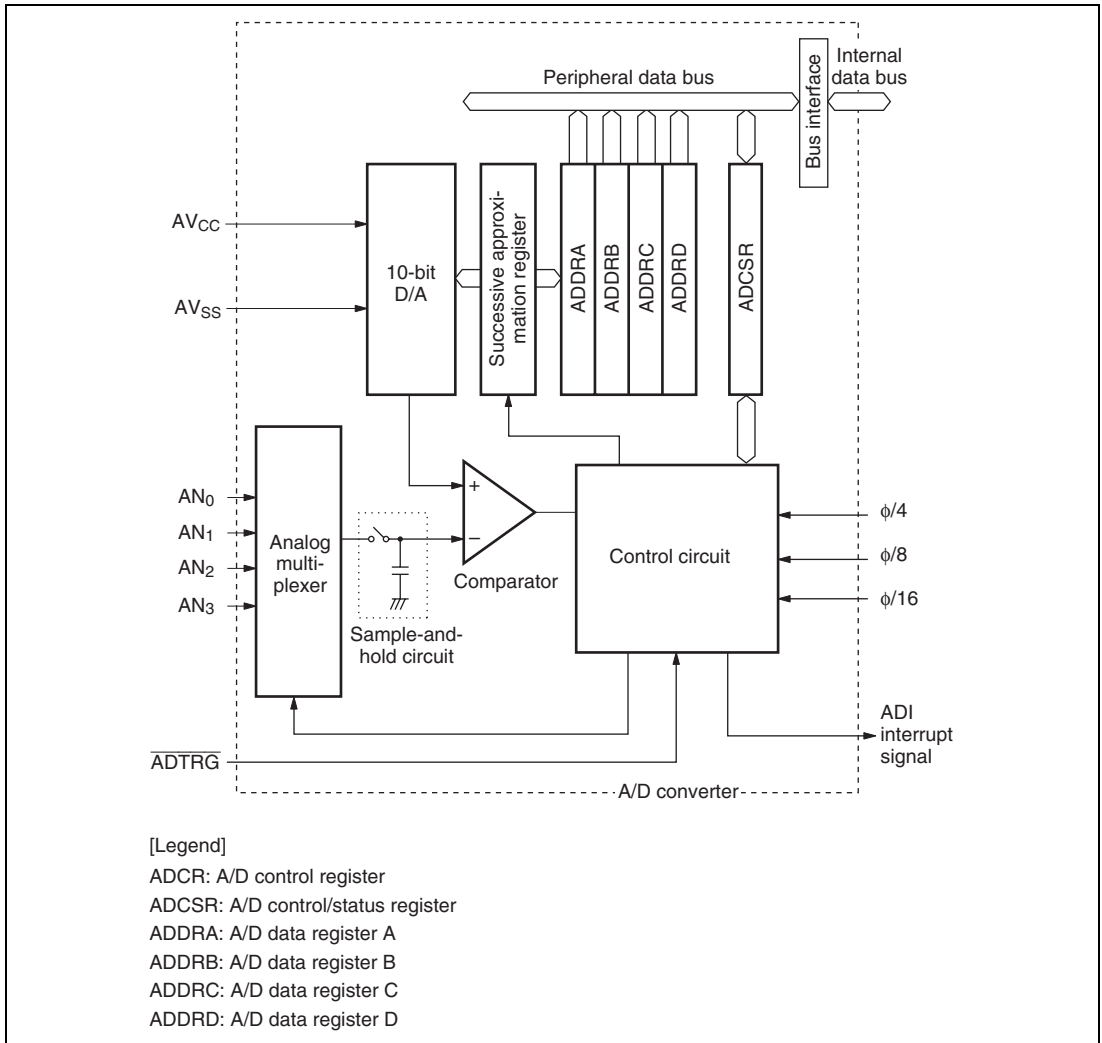 Peripheral data bus
Internal
data bus
Bus interface
AVCC
AVSS
10-bit
D/A
Successive approxi-
mation register
ADDRA
ADDRB
ADDRC
ADDRD
ADCSR
AN0
AN1
AN2
AN3
Analog
multi-
plexer
Sample-and-
hold circuit
+
−
Comparator
Control circuit
ϕ/4
ϕ/8
ϕ/16
ADI
interrupt
signal
ADTRG
A/D converter
[Legend]
ADCR: A/D control register
ADCSR: A/D control/status register
ADDRA: A/D data register A
ADDRB: A/D data register B
ADDRC: A/D data register C
ADDRD: A/D data register D